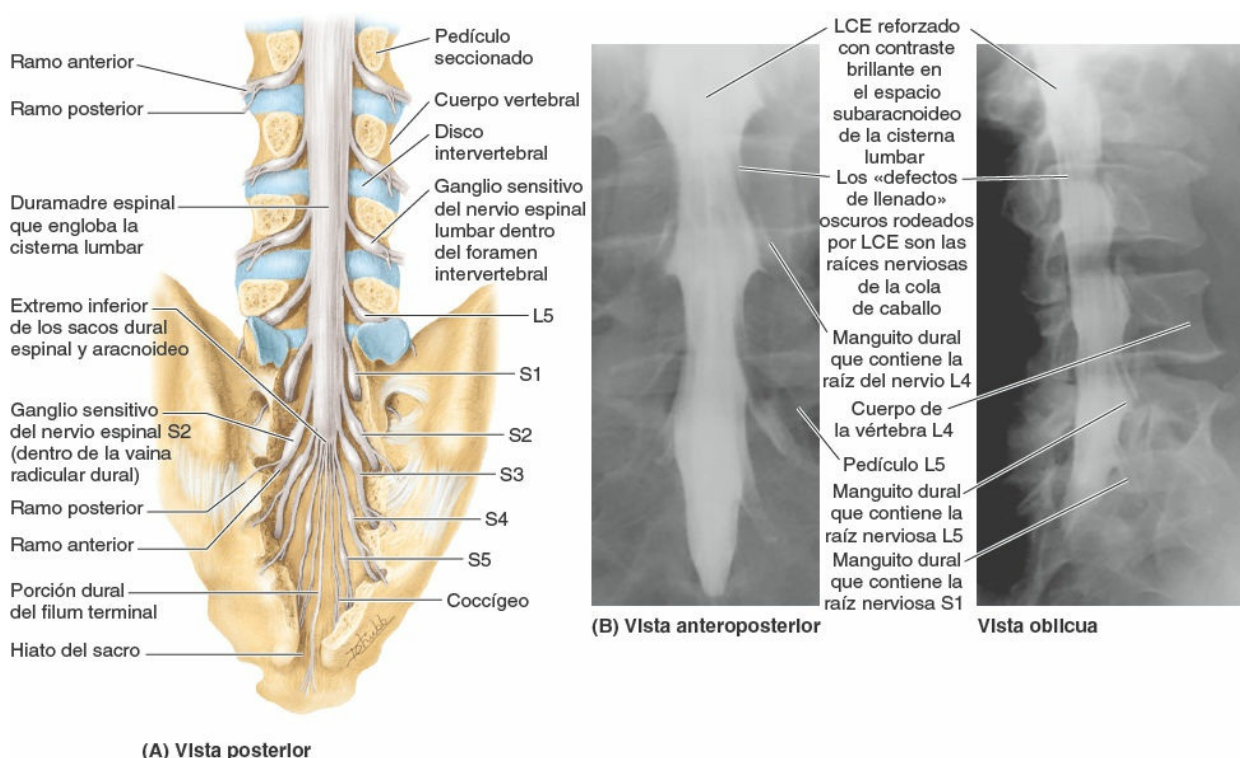 Ramo anterior
Ramo posterior
Duramadre espinal
que engloba la
cisterna lumbar
Extremo inferior
de los sacos dural
espinal y aracnoideo
Ganglio sensitivo
del nervio espinal S2
(dentro de la vaina
radicular dural)
Ramo posterior
Ramo anterior
Porción dural
del filum terminal
Hiato del sacro
Pedículo
seccionado
Cuerpo vertebral
Disco
intervertebral
Ganglio sensitivo
del nervio espinal
lumbar dentro
del foramen
intervertebral
L5
S1
S2
S3
S4
S5
Coccígeo
(A) Vista posterior
LCE reforzado
con contraste
brillante en
el espacio
subaracnoideo
de la cisterna
lumbar
Los «defectos
de llenado»
oscuros rodeados
por LCE son las
raíces nerviosas
de la cola
de caballo
Manguito dural
que contiene la
raíz del nervio L4
Cuerpo de
la vértebra L4
Pedículo L5
Manguito dural
que contiene la
raíz nerviosa L5
Manguito dural
que contiene la
raíz nerviosa S1
(B) Vista anteroposterior
Vista oblicua